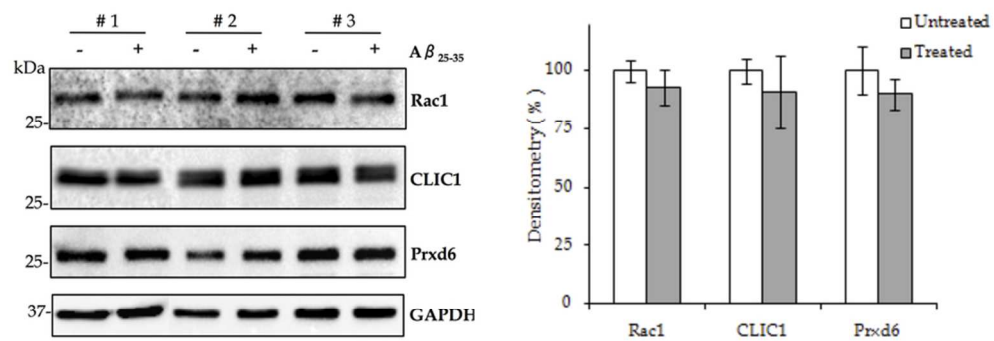 # 1 # 2 # 3
- + - + - + Aβ25-35
kDa
Rac1
25-
CLIC1
25-
Prxd6
25-
37-
GAPDH
Untreated
Treated
Densitometry ( % )
100
75
50
25
0
Rac1 CLIC1 Prxd6